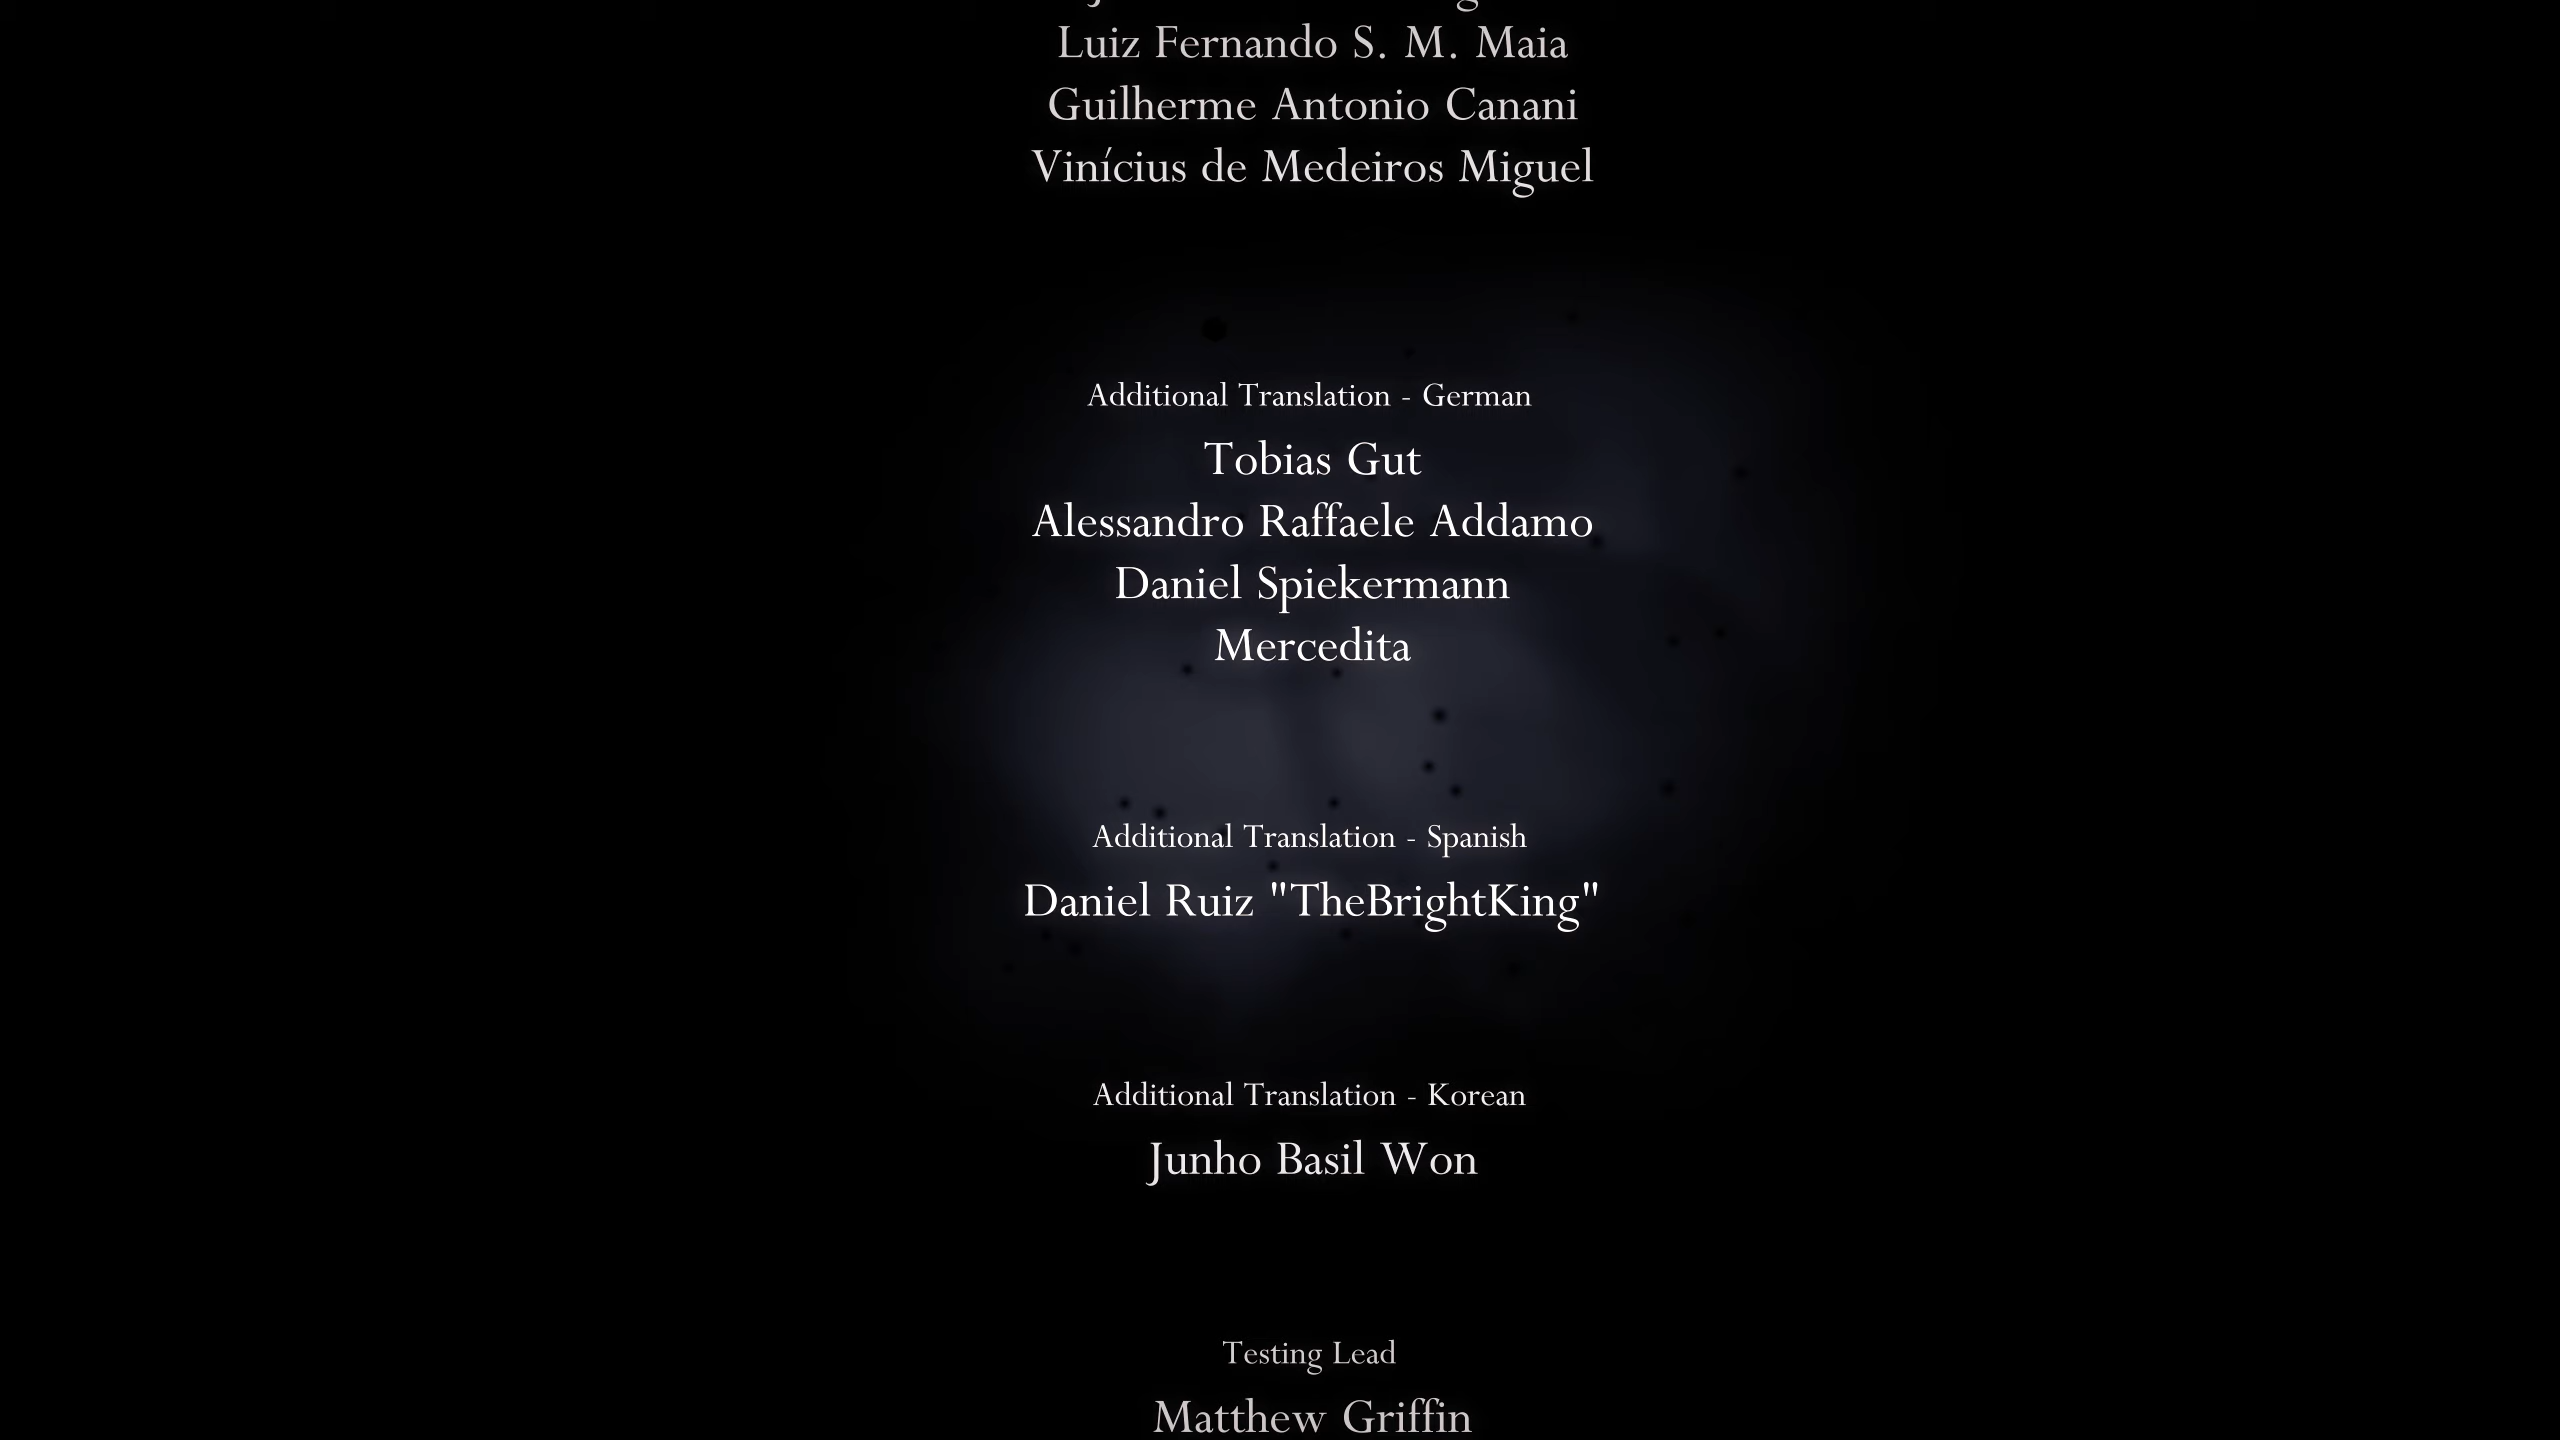 Luiz Fernando S. M. Maia
Guilherme Antonio Canani
Vinícius de Medeiros Miguel
Additional Translation - German
Tobias Gut
Alessandro Raffaele Addamo
Daniel Spiekermann
Mercedita
Additional Translation - Spanish
Daniel Ruiz "TheBrightKing"
Additional Translation - Korean
Junho Basil Won
Testing Lead
Matthew Griffin